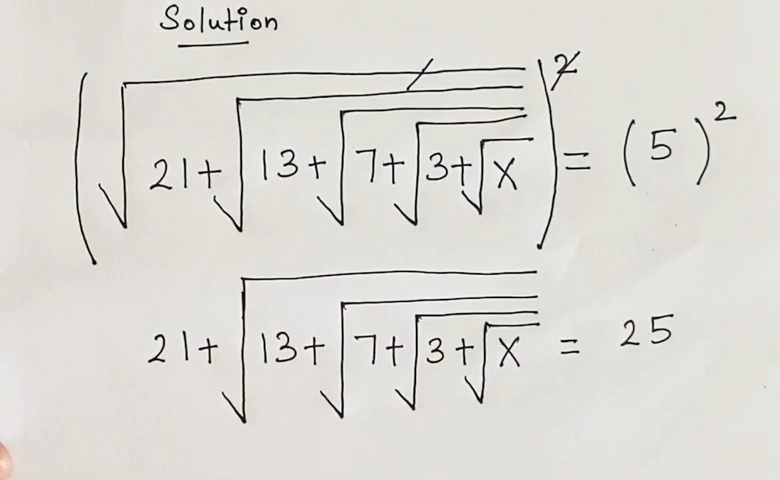 Solution
(√(21+√(13+√(7+√(3+√X)))))² = (5)²
21+√(13+√(7+√(3+√X))) = 25